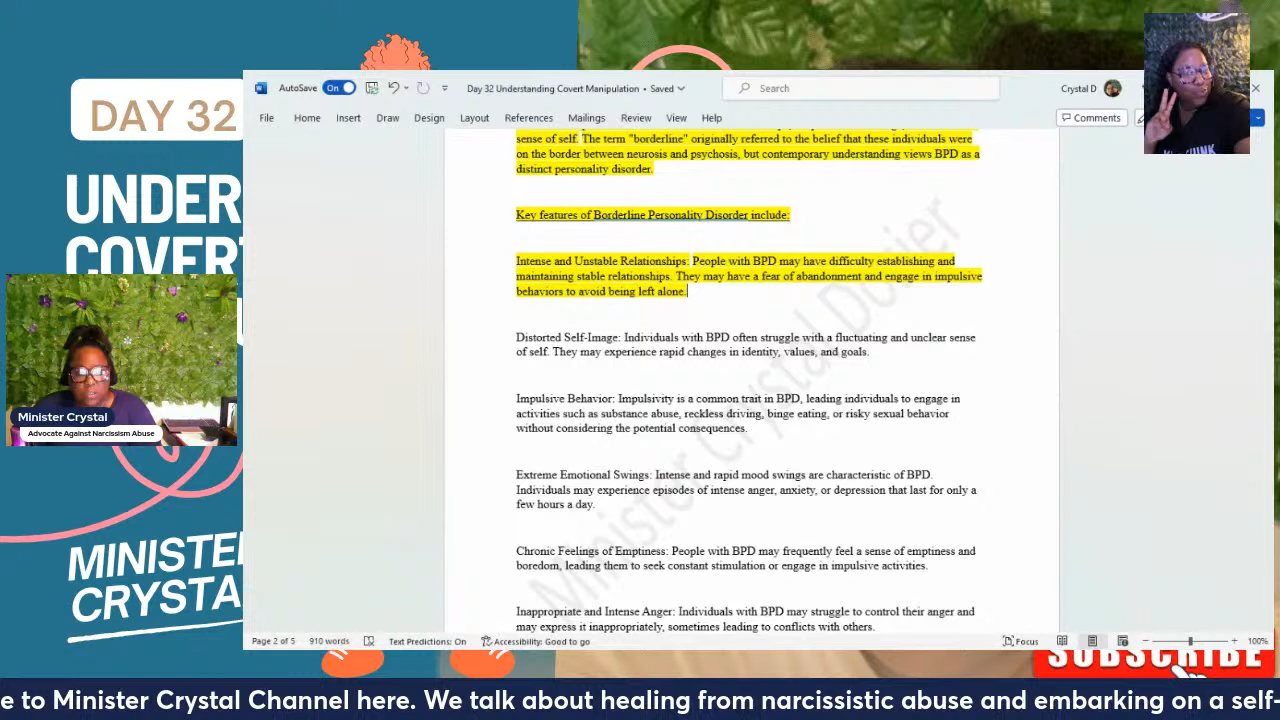 DAY 32
UNDER
COVERT
MINISTE
CRYSTA
Minister Crystal
Advocate Against Narcissism Abuse
AutoSave On
Day 32 Understanding Covert Manipulation • Saved
Search
Crystal D
File Home Insert Draw Design Layout References Mailings Review View Help
Comments
sense of self. The term "borderline" originally referred to the belief that these individuals were
on the border between neurosis and psychosis, but contemporary understanding views BPD as a
distinct personality disorder.
Key features of Borderline Personality Disorder include:
Intense and Unstable Relationships: People with BPD may have difficulty establishing and
maintaining stable relationships. They may have a fear of abandonment and engage in impulsive
behaviors to avoid being left alone.
Distorted Self-Image: Individuals with BPD often struggle with a fluctuating and unclear sense
of self. They may experience rapid changes in identity, values, and goals.
Impulsive Behavior: Impulsivity is a common trait in BPD, leading individuals to engage in
activities such as substance abuse, reckless driving, binge eating, or risky sexual behavior
without considering the potential consequences.
Extreme Emotional Swings: Intense and rapid mood swings are characteristic of BPD.
Individuals may experience episodes of intense anger, anxiety, or depression that last for only a
few hours a day.
Chronic Feelings of Emptiness: People with BPD may frequently feel a sense of emptiness and
boredom, leading them to seek constant stimulation or engage in impulsive activities.
Inappropriate and Intense Anger: Individuals with BPD may struggle to control their anger and
may express it inappropriately, sometimes leading to conflicts with others.
Minister Crystal Dozier
Page 2 of 5 910 words Text Predictions: On Accessibility: Good to go Focus 100%
SUBSCRIBE
e to Minister Crystal Channel here. We talk about healing from narcissistic abuse and embarking on a self-